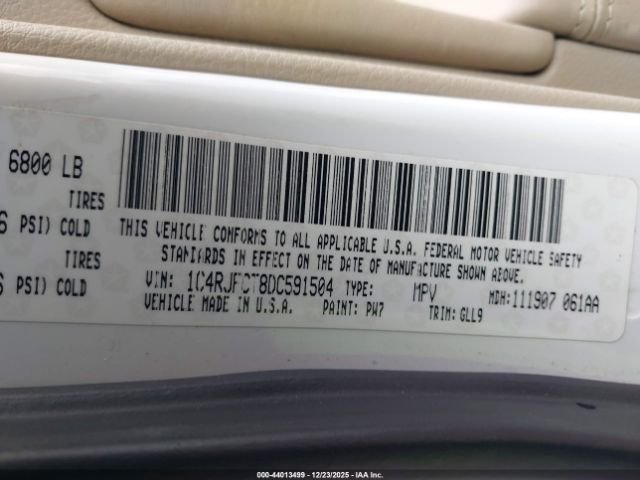 6800 LB
TIRES
PSI) COLD
TIRES
PSI) COLD
THIS VEHICLE CONFORMS TO ALL APPLICABLE U.S.A. FEDERAL MOTOR VEHICLE SAFETY
STANDARDS IN EFFECT ON THE DATE OF MANUFACTURE SHOWN ABOVE.
VIN: 1C4RJFCT8DC591504 TYPE: MPV MDH:111907 061AA
VEHICLE MADE IN U.S.A. PAINT: PW7 TRIM: GLL9
000-44013499 - 12/23/2025 - IAA Inc.